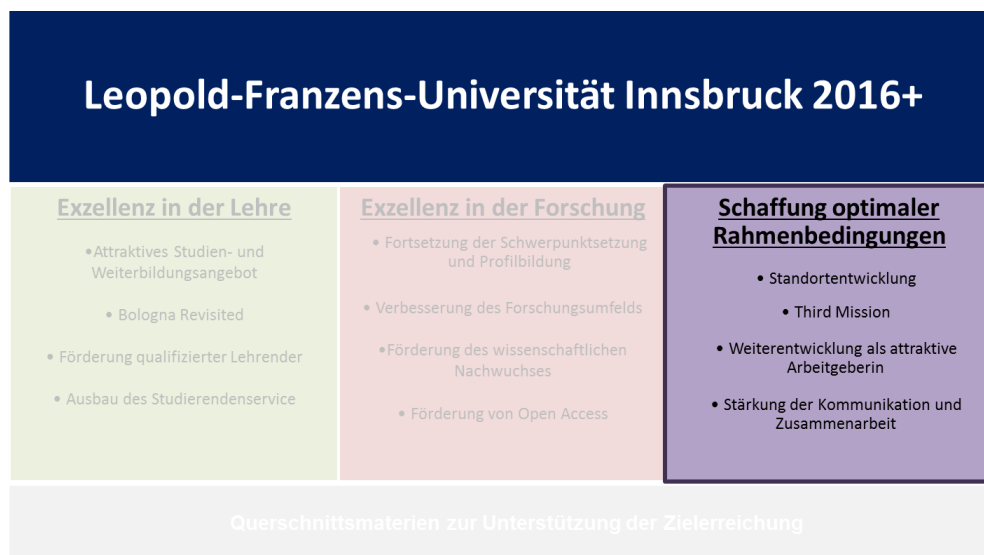 Leopold-Franzens-Universität Innsbruck 2016+
Exzellenz in der Lehre
•Attraktives Studien- und
Weiterbildungsangebot
• Bologna Revisited
• Förderung qualifizierter Lehrender
• Ausbau des Studierendenservice
Exzellenz in der Forschung
• Fortsetzung der Schwerpunktsetzung
und Profilbildung
• Verbesserung des Forschungsumfelds
•Förderung des wissenschaftlichen
Nachwuchses
• Förderung von Open Access
Schaffung optimaler
Rahmenbedingungen
• Standortentwicklung
• Third Mission
• Weiterentwicklung als attraktive
Arbeitgeberin
• Stärkung der Kommunikation und
Zusammenarbeit
Querschnittsmaterien zur Unterstützung der Zielerreichung